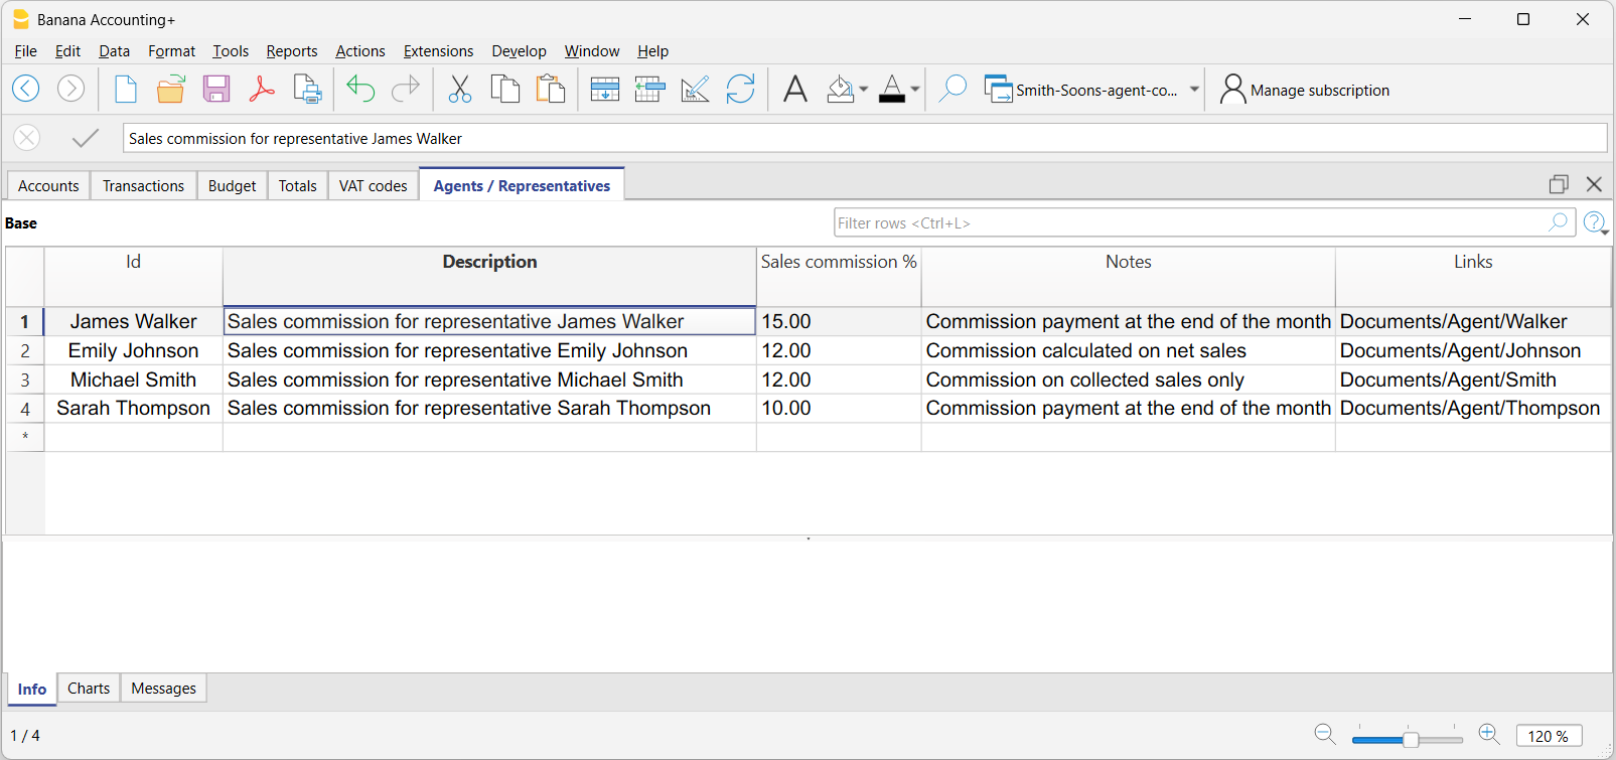 Banana Accounting+
File Edit Data Format Tools Reports Actions Extensions Develop Window Help
Smith-Soons-agent-co... Manage subscription
Sales commission for representative James Walker
Accounts Transactions Budget Totals VAT codes Agents / Representatives
Base Filter rows <Ctrl+L>
Id Description Sales commission % Notes Links
1 James Walker Sales commission for representative James Walker 15.00 Commission payment at the end of the month Documents/Agent/Walker
2 Emily Johnson Sales commission for representative Emily Johnson 12.00 Commission calculated on net sales Documents/Agent/Johnson
3 Michael Smith Sales commission for representative Michael Smith 12.00 Commission on collected sales only Documents/Agent/Smith
4 Sarah Thompson Sales commission for representative Sarah Thompson 10.00 Commission payment at the end of the month Documents/Agent/Thompson
*
Info Charts Messages
1 / 4 120 %